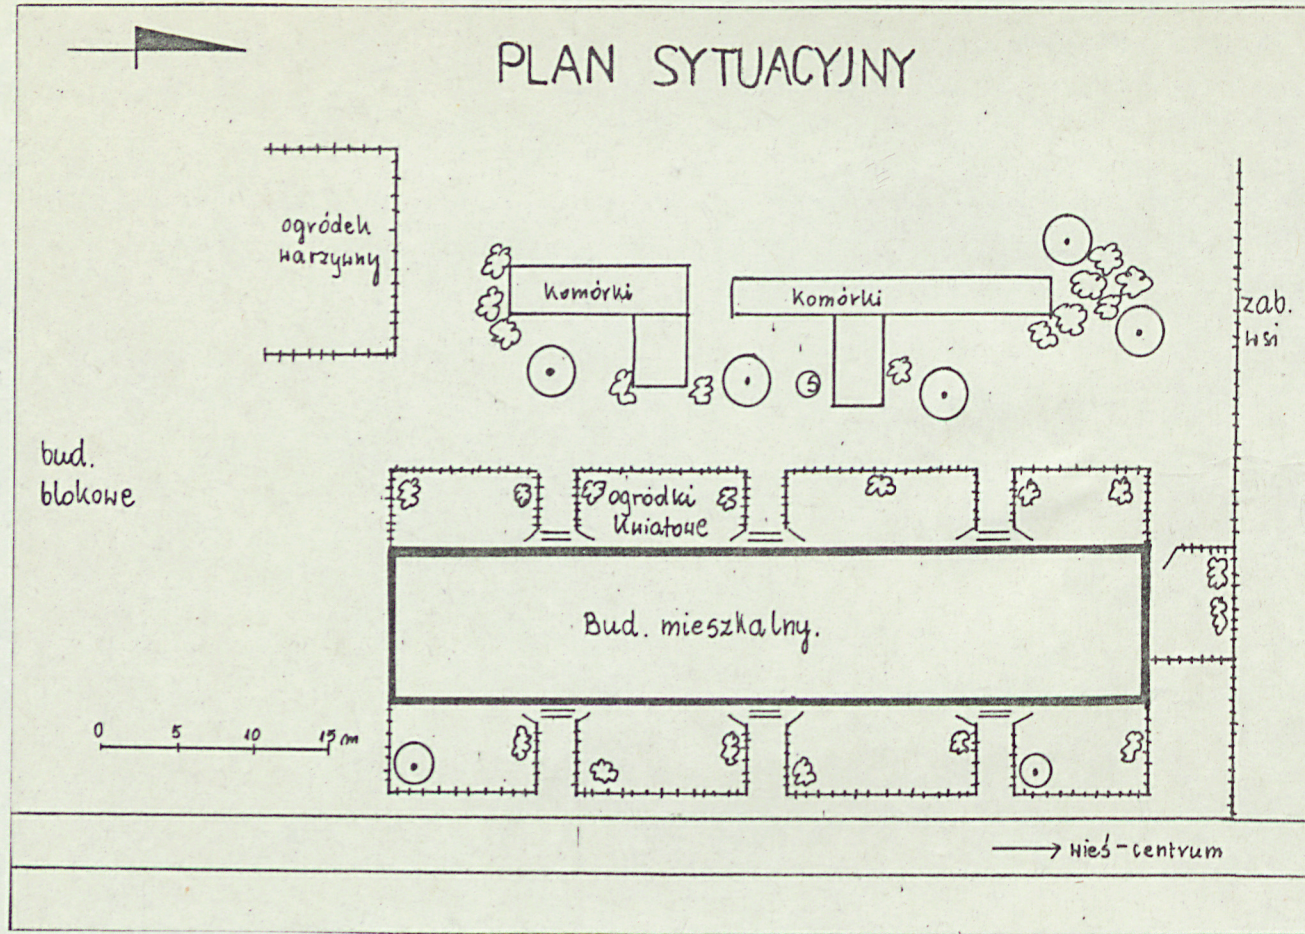 PLAN SYTUACYJNY
ogródek
warzywny
Komórki
Komórki
zab.
wsi
bud.
blokowe
ogródki
kwiatowe
Bud. mieszkalny.
0 5 10 15 m
→ wieś-centrum